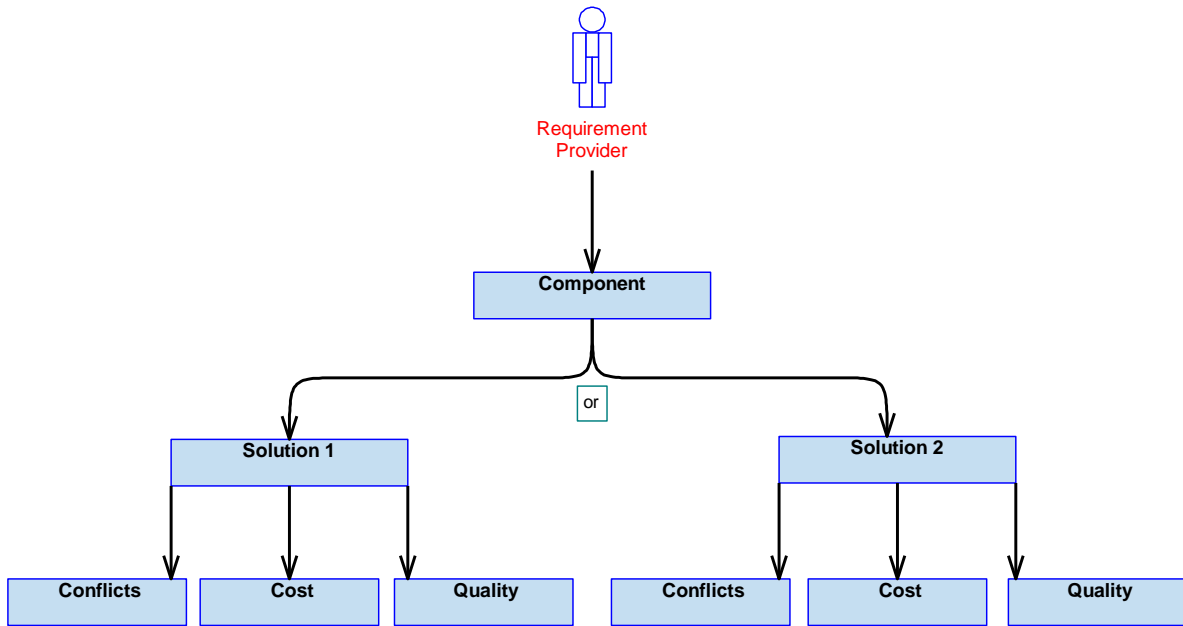 Requirement
Provider
Component
or
Solution 1
Solution 2
Conflicts
Cost
Quality
Conflicts
Cost
Quality